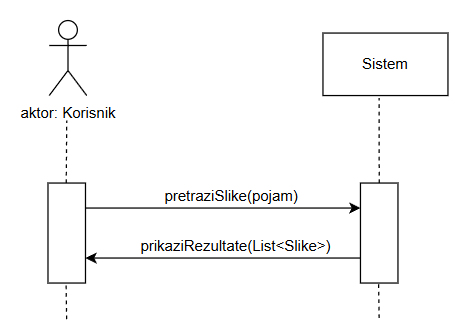 Sistem
aktor: Korisnik
pretraziSlike(pojam)
prikaziRezultate(List<Slike>)